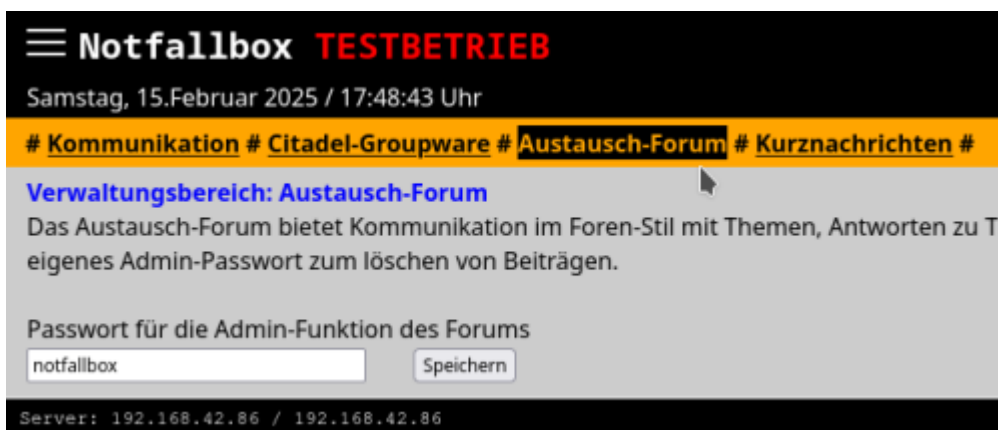 Notfallbox TESTBETRIEB
Samstag, 15.Februar 2025 / 17:48:43 Uhr
# Kommunikation # Citadel-Groupware # Austausch-Forum # Kurznachrichten #
Verwaltungsbereich: Austausch-Forum
Das Austausch-Forum bietet Kommunikation im Foren-Stil mit Themen, Antworten zu T
eigenes Admin-Passwort zum löschen von Beiträgen.
Passwort für die Admin-Funktion des Forums
notfallbox Speichern
Server: 192.168.42.86 / 192.168.42.86